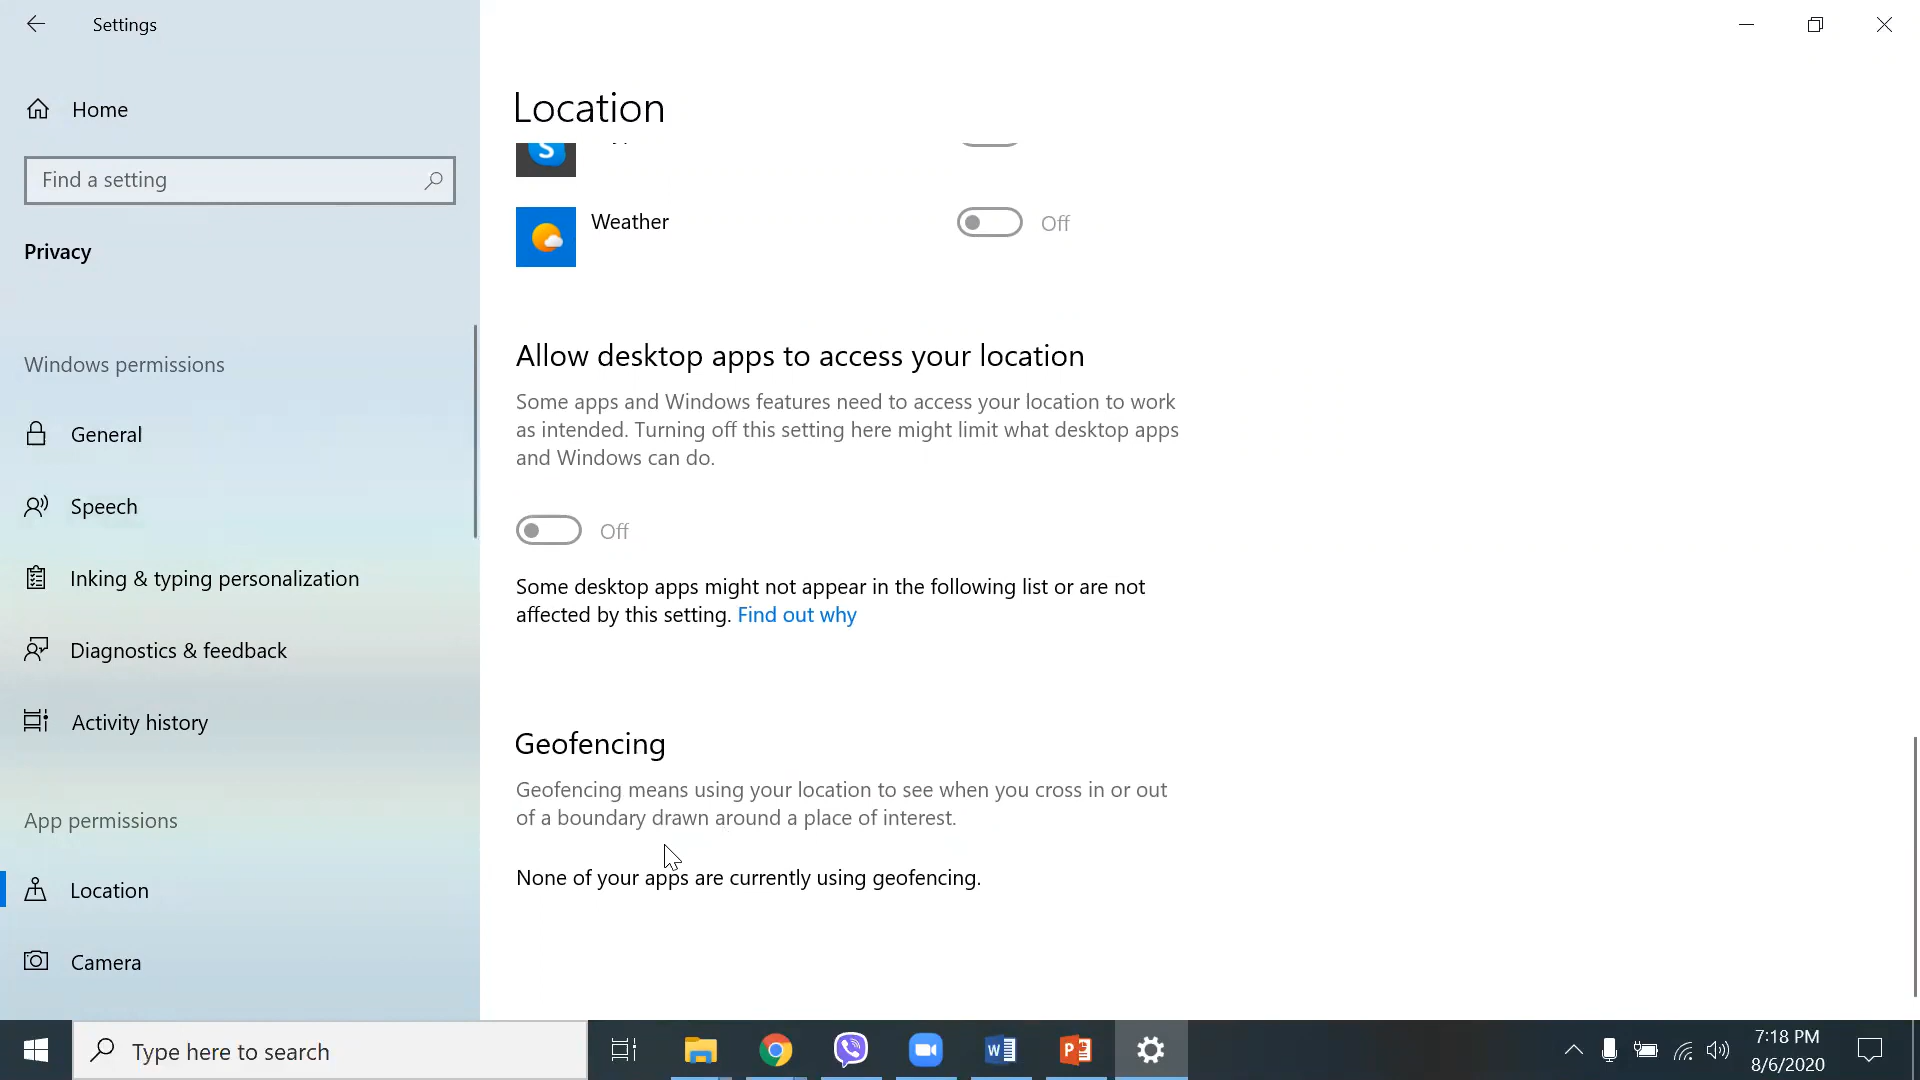 Settings
Home
Find a setting
Privacy
Windows permissions
General
Speech
Inking & typing personalization
Diagnostics & feedback
Activity history
App permissions
Location
Camera
Location
Weather
Off
Allow desktop apps to access your location
Some apps and Windows features need to access your location to work
as intended. Turning off this setting here might limit what desktop apps
and Windows can do.
Off
Some desktop apps might not appear in the following list or are not
affected by this setting. Find out why
Geofencing
Geofencing means using your location to see when you cross in or out
of a boundary drawn around a place of interest.
None of your apps are currently using geofencing.
Type here to search
7:18 PM
8/6/2020